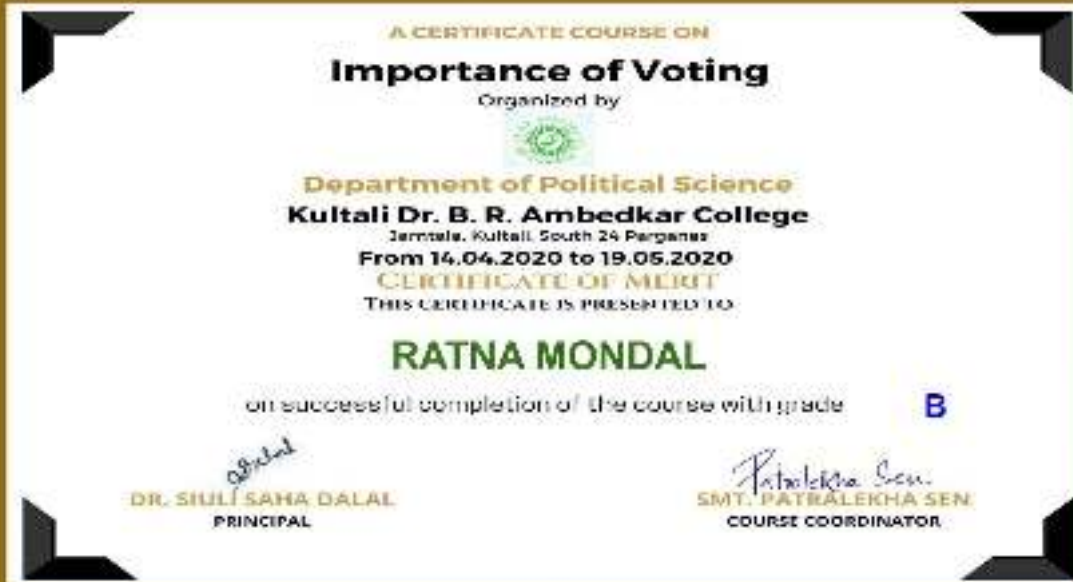 A CERTIFICATE COURSE ON
Importance of Voting
Organized by
Department of Political Science
Kultali Dr. B. R. Ambedkar College
Jamtala, Kultali, South 24 Parganas
From 14.04.2020 to 19.05.2020
CERTIFICATE OF MERIT
THIS CERTIFICATE IS PRESENTED TO
RATNA MONDAL
on successful completion of the course with grade B
Patralekha Sen.
DR. SIULI SAHA DALAL
SMT. PATRALEKHA SEN
PRINCIPAL
COURSE COORDINATOR